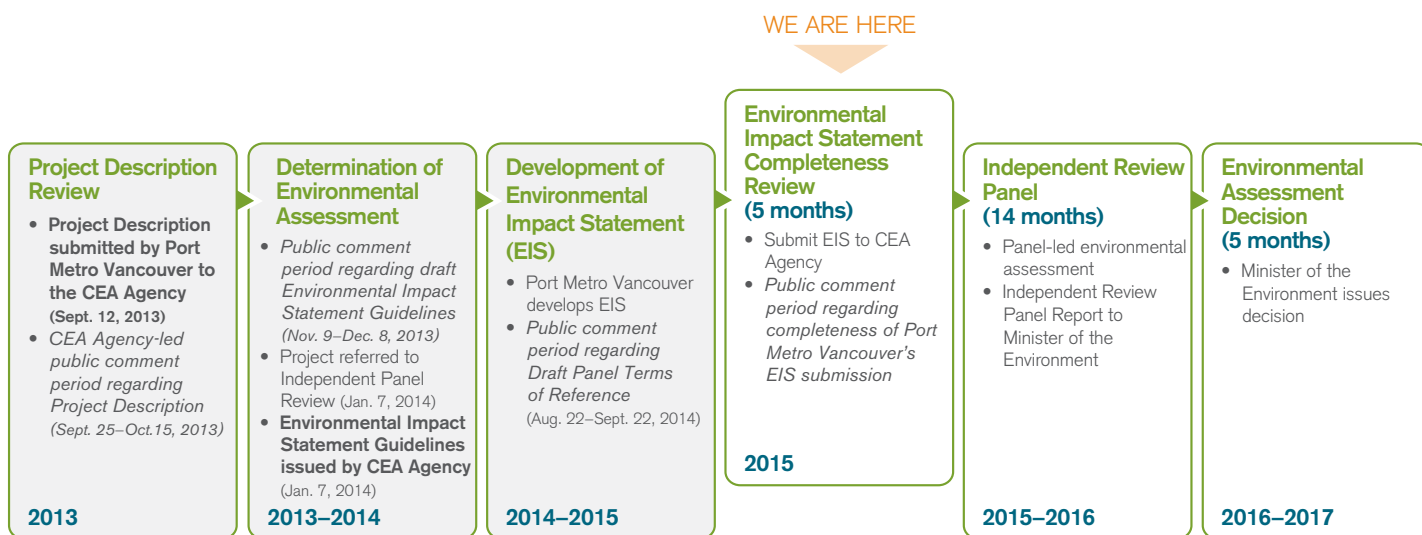 WE ARE HERE
Project Description
Review
• Project Description
submitted by Port
Metro Vancouver to
the CEA Agency
(Sept. 12, 2013)
• CEA Agency-led
public comment
period regarding
Project Description
(Sept. 25–Oct.15, 2013)
2013
Determination of
Environmental
Assessment
• Public comment
period regarding draft
Environmental Impact
Statement Guidelines
(Nov. 9–Dec. 8, 2013)
• Project referred to
Independent Panel
Review (Jan. 7, 2014)
• Environmental Impact
Statement Guidelines
issued by CEA Agency
(Jan. 7, 2014)
2013–2014
Development of
Environmental
Impact Statement
(EIS)
• Port Metro Vancouver
develops EIS
• Public comment
period regarding
Draft Panel Terms
of Reference
(Aug. 22–Sept. 22, 2014)
2014–2015
Environmental
Impact Statement
Completeness
Review
(5 months)
• Submit EIS to CEA
Agency
• Public comment
period regarding
completeness of Port
Metro Vancouver's
EIS submission
2015
Independent Review
Panel
(14 months)
• Panel-led environmental
assessment
• Independent Review
Panel Report to
Minister of the
Environment
2015–2016
Environmental
Assessment
Decision
(5 months)
• Minister of the
Environment issues
decision
2016–2017